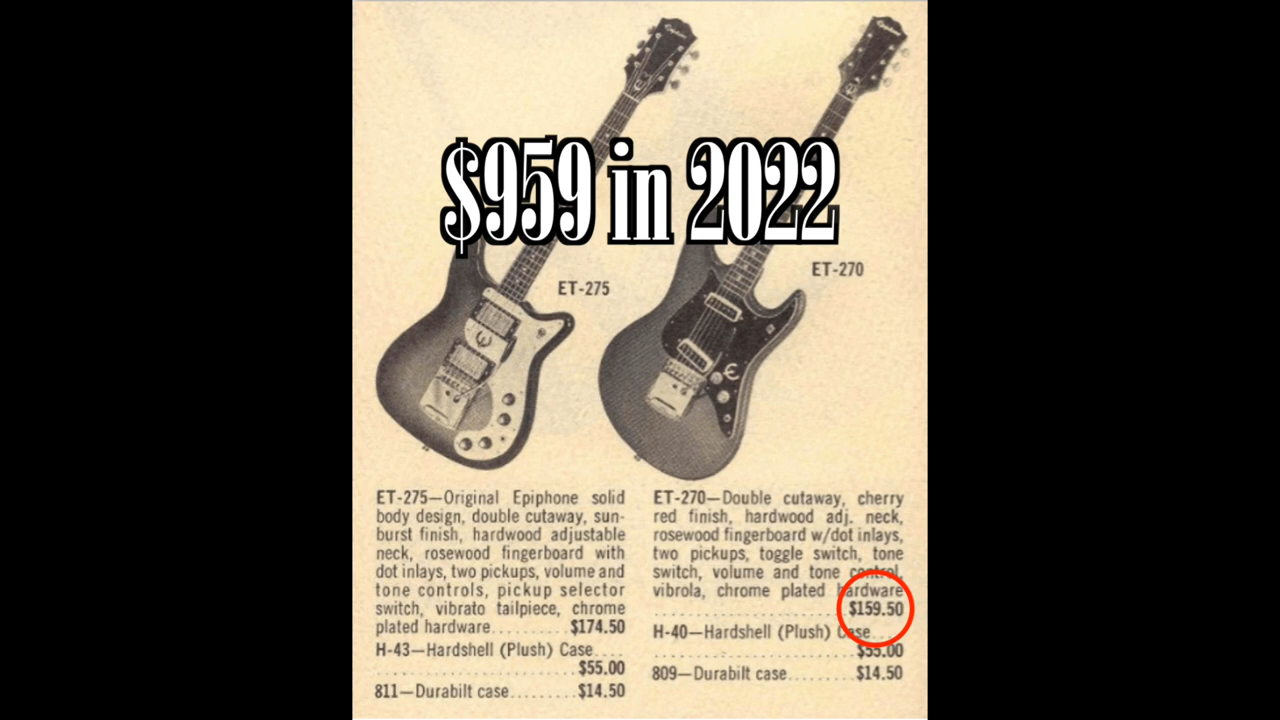 Epiphone
Epiphone
$959 in 2022
ET-275
ET-270
ET-275—Original Epiphone solid
body design, double cutaway, sun-
burst finish, hardwood adjustable
neck, rosewood fingerboard with
dot inlays, two pickups, volume and
tone controls, pickup selector
switch, vibrato tailpiece, chrome
plated hardware..........$174.50
H-43—Hardshell (Plush) Case....
..........................$55.00
811—Durabilt case........$14.50
ET-270—Double cutaway, cherry
red finish, hardwood adj. neck,
rosewood fingerboard w/dot inlays,
two pickups, toggle switch, tone
switch, volume and tone control,
vibrola, chrome plated hardware
..........................$159.50
H-40—Hardshell (Plush) Case....
..........................$55.00
809—Durabilt case........$14.50